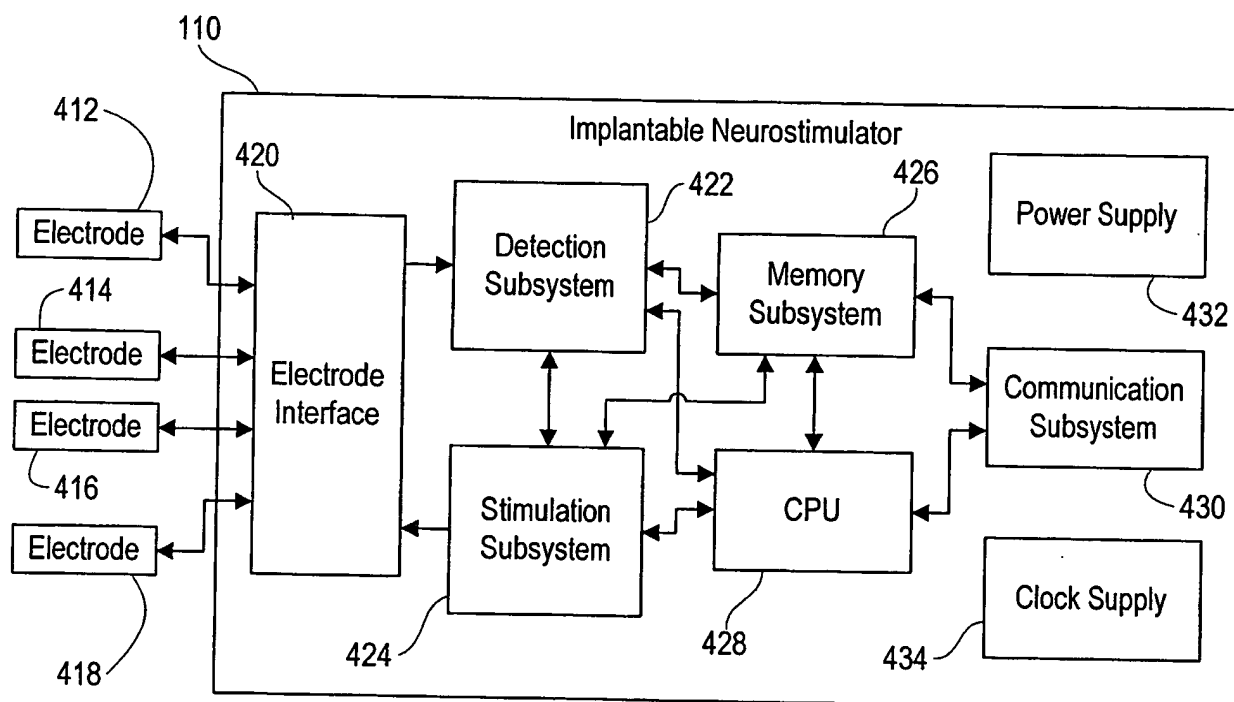 110
412
Implantable Neurostimulator
420
422
426
Electrode
Detection
Subsystem
Memory
Subsystem
Power Supply
432
414
Electrode
Electrode
Interface
Communication
Subsystem
430
Electrode
416
Stimulation
Subsystem
CPU
Electrode
418
424
428
Clock Supply
434